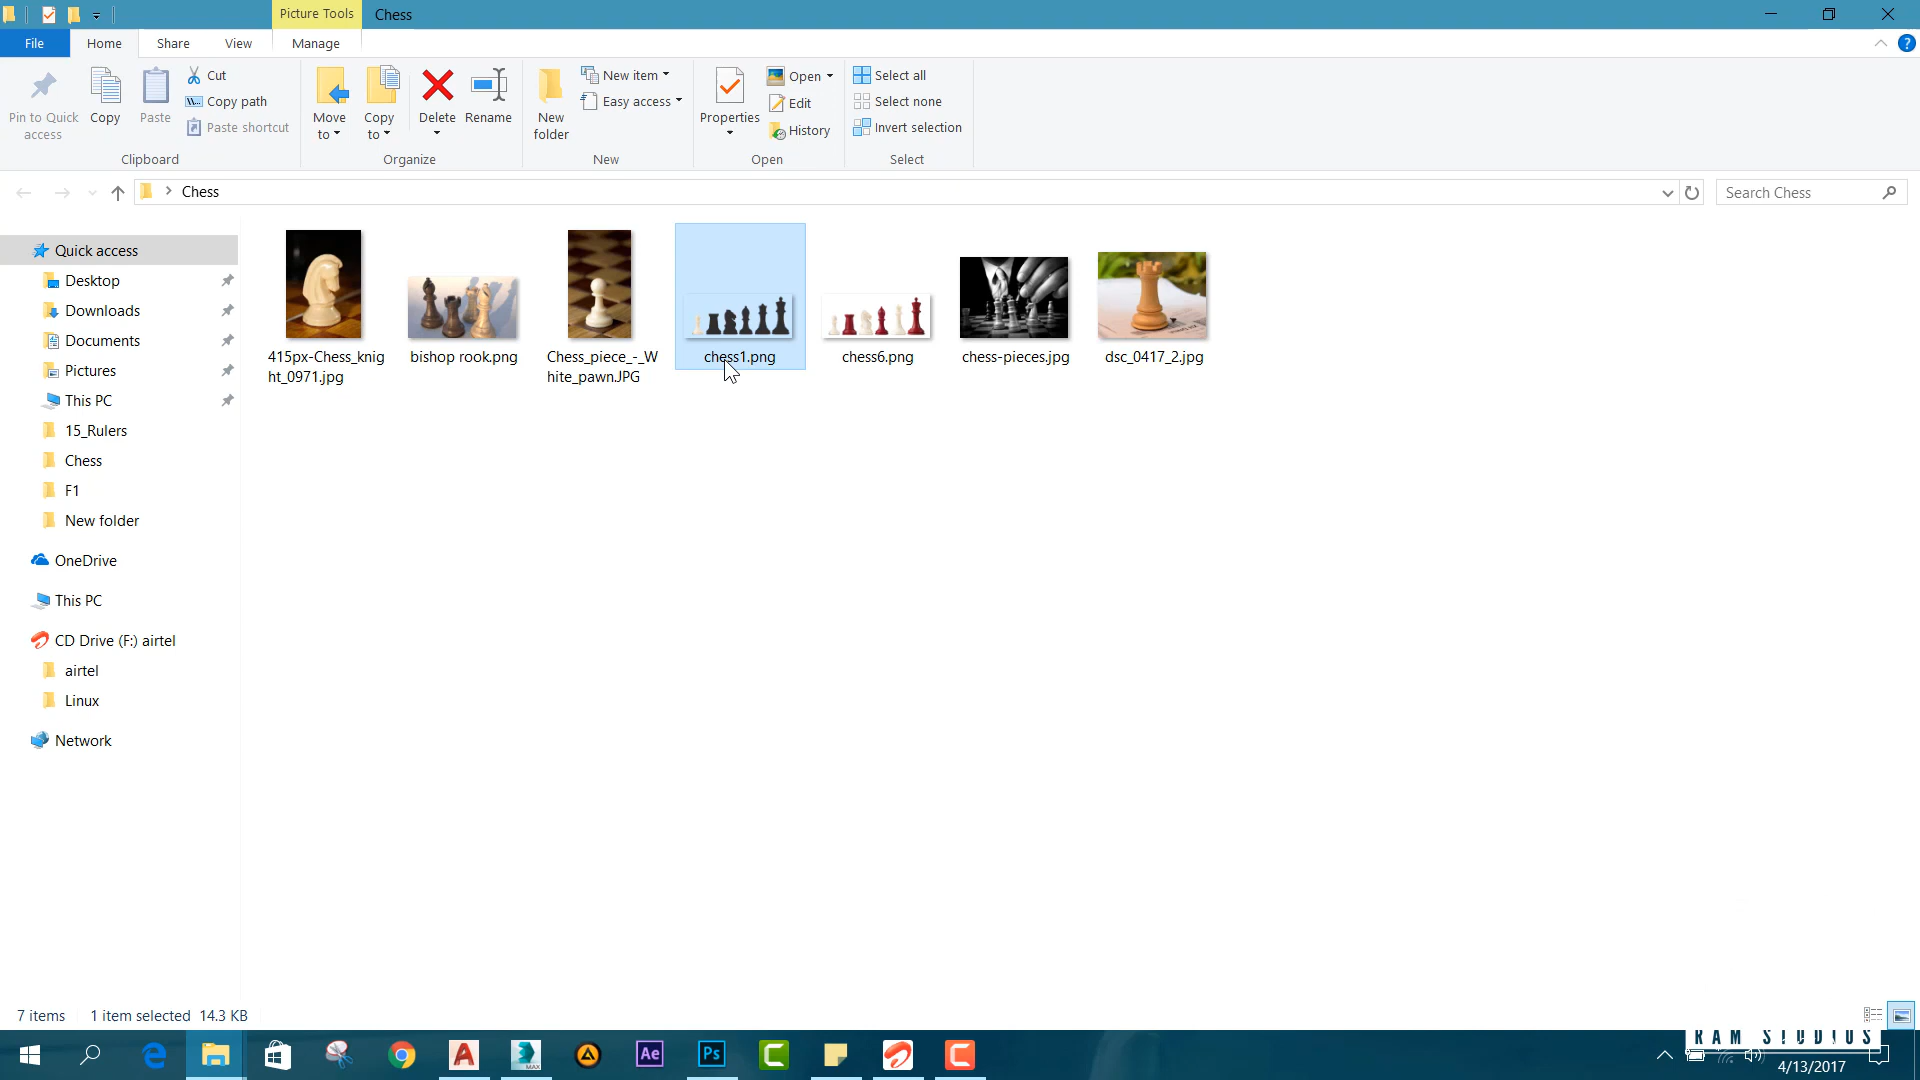 Picture Tools Chess
File Home Share View Manage
Pin to Quick access
Copy
Paste
Cut
Copy path
Paste shortcut
Clipboard
Move to
Copy to
Delete
Rename
Organize
New folder
New item
Easy access
New
Properties
Open
Edit
History
Open
Select all
Select none
Invert selection
Select
Chess
Search Chess
Quick access
Desktop
Downloads
Documents
Pictures
This PC
15_Rulers
Chess
F1
New folder
OneDrive
This PC
CD Drive (F:) airtel
airtel
Linux
Network
415px-Chess_knig
ht_0971.jpg
bishop rook.png
Chess_piece_-_W
hite_pawn.JPG
chess1.png
chess6.png
chess-pieces.jpg
dsc_0417_2.jpg
7 items 1 item selected 14.3 KB
Ae
Ps
MAX
RAM STUDIOS
4/13/2017